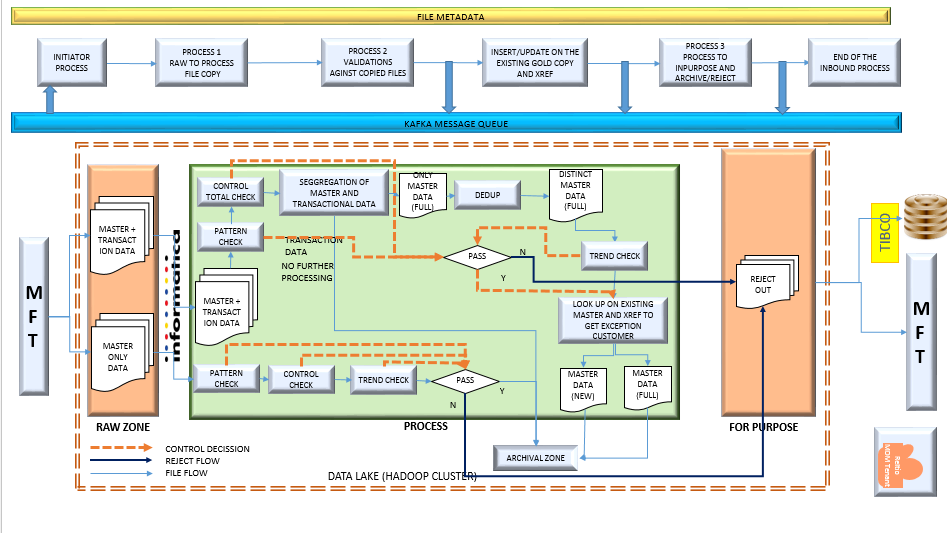 FILE METADATA
INITIATOR
PROCESS
PROCESS 1
RAW TO PROCESS
FILE COPY
PROCESS 2
VALIDATIONS
AGINST COPIED FILES
INSERT/UPDATE ON THE
EXISTING GOLD COPY
AND XREF
PROCESS 3
PROCESS TO
INPURPOSE AND
ARCHIVE/REJECT
END OF THE
INBOUND PROCESS
KAFKA MESSAGE QUEUE
M
F
T
MASTER +
TRANSACT
ION DATA
MASTER
ONLY
DATA
RAW ZONE
informatica
CONTROL
TOTAL CHECK
SEGGREGATION OF
MASTER AND
TRANSACTIONAL DATA
ONLY
MASTER
DATA
(FULL)
DEDUP
DISTINCT
MASTER
DATA
(FULL)
PATTERN
CHECK
TRANSACTION
DATA
NO FURTHER
PROCESSING
PASS
N
Y
TREND CHECK
MASTER +
TRANSACT
ION DATA
LOOK UP ON EXISTING
MASTER AND XREF TO
GET EXCEPTION
CUSTOMER
PATTERN
CHECK
CONTROL
CHECK
TREND CHECK
PASS
Y
N
MASTER
DATA
(NEW)
MASTER
DATA
(FULL)
PROCESS
ARCHIVAL ZONE
REJECT
OUT
FOR PURPOSE
TIBCO
M
F
T
CONTROL DECISSION
REJECT FLOW
FILE FLOW
DATA LAKE (HADOOP CLUSTER)